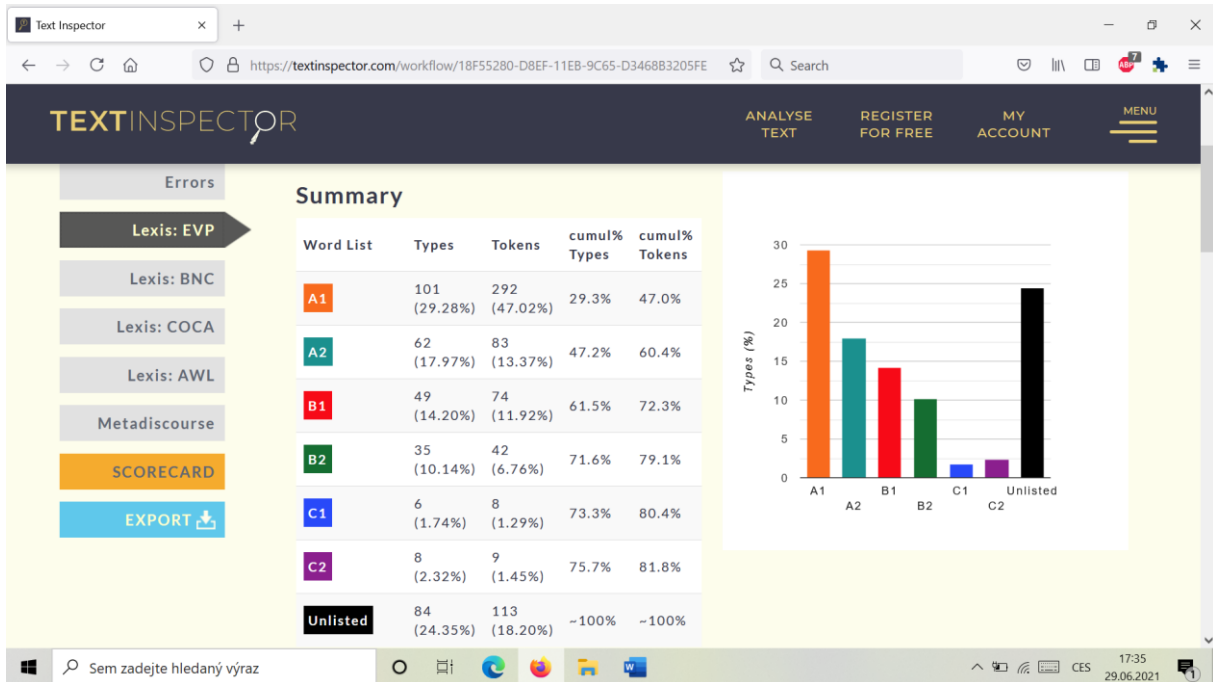 Text Inspector
https://textinspector.com/workflow/18F55280-D8EF-11EB-9C65-D3468B3205FE
Search
ABP
7
TEXTINSPECTOR
ANALYSE
TEXT
REGISTER
FOR FREE
MY
ACCOUNT
MENU
Errors
Lexis: EVP
Lexis: BNC
Lexis: COCA
Lexis: AWL
Metadiscourse
SCORECARD
EXPORT
Summary
Word List Types Tokens cumul% Types cumul% Tokens
A1 101 (29.28%) 292 (47.02%) 29.3% 47.0%
A2 62 (17.97%) 83 (13.37%) 47.2% 60.4%
B1 49 (14.20%) 74 (11.92%) 61.5% 72.3%
B2 35 (10.14%) 42 (6.76%) 71.6% 79.1%
C1 6 (1.74%) 8 (1.29%) 73.3% 80.4%
C2 8 (2.32%) 9 (1.45%) 75.7% 81.8%
Unlisted 84 (24.35%) 113 (18.20%) ~100% ~100%
Types (%)
30
25
20
15
10
5
0
A1 A2 B1 B2 C1 C2 Unlisted
Sem zadejte hledaný výraz
CES
17:35
29.06.2021
1